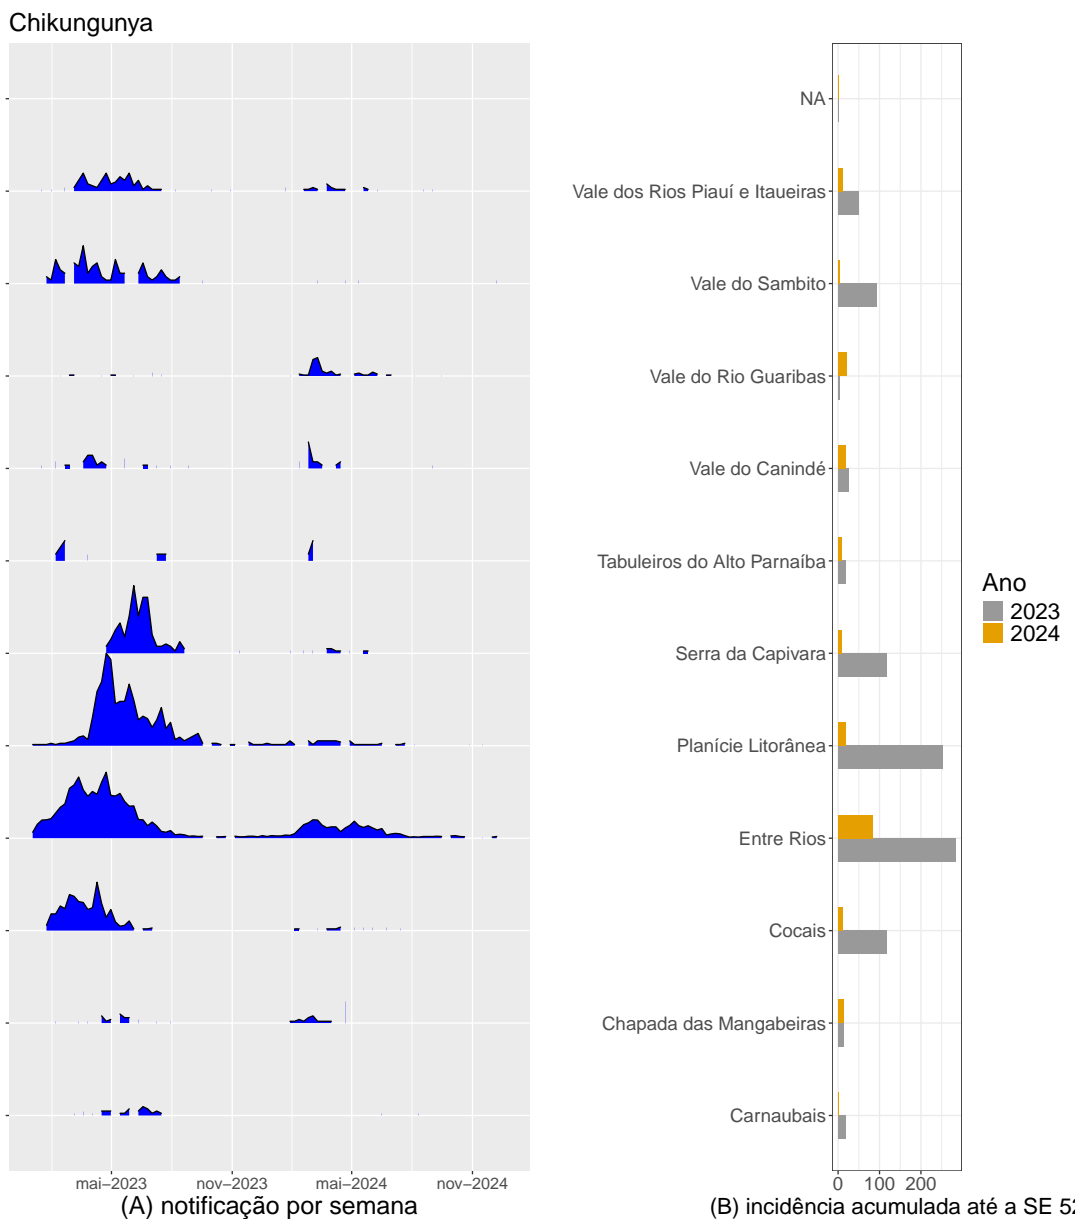 Chikungunya
NA
Vale dos Rios Piauí e Itaueiras
Vale do Sambito
Vale do Rio Guaribas
Vale do Canindé
Tabuleiros do Alto Parnaíba
Serra da Capivara
Planície Litorânea
Entre Rios
Cocais
Chapada das Mangabeiras
Carnaubais
Ano
2023
2024
mai−2023 nov−2023 mai−2024 nov−2024
(A) notificação por semana
0 100 200
(B) incidência acumulada até a SE 52